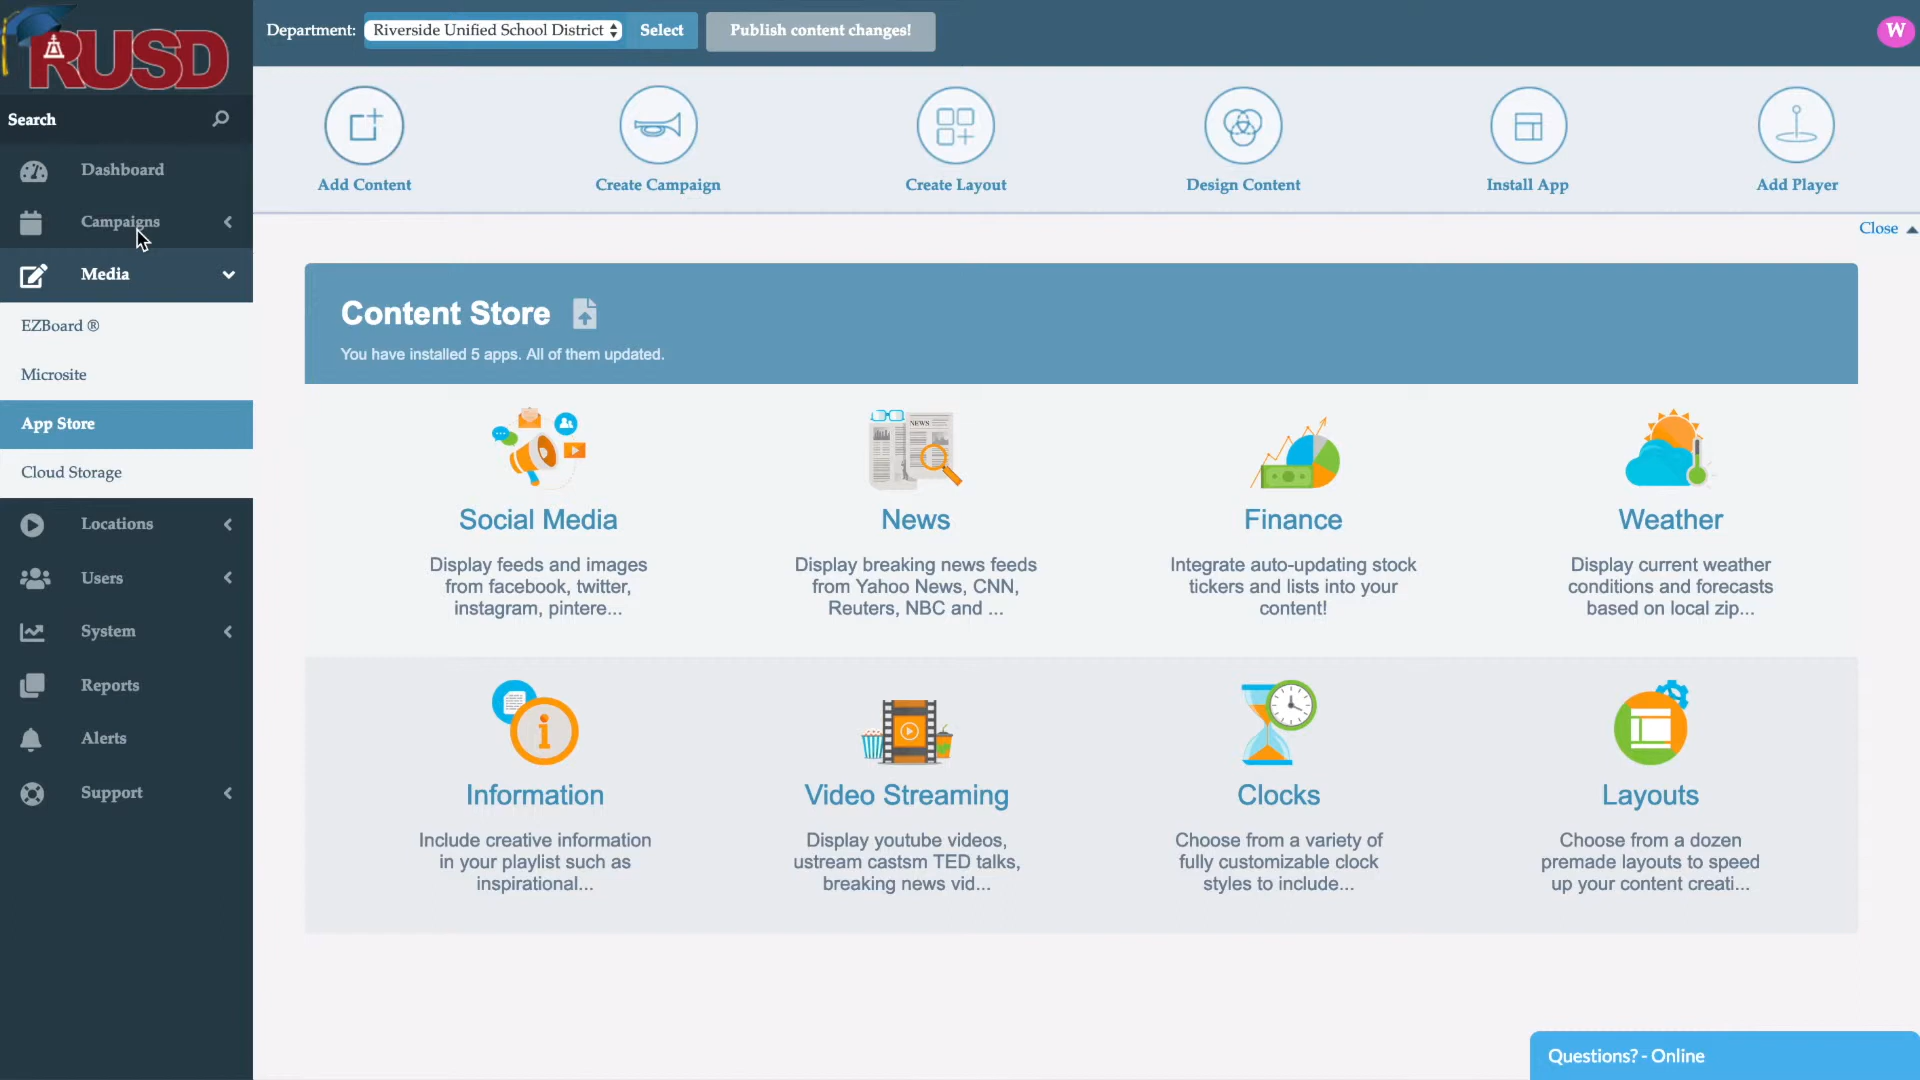 RUSD
Department: Riverside Unified School District Select Publish content changes!
W
Search
Dashboard
Campaigns
Media
EZBoard ®
Microsite
App Store
Cloud Storage
Locations
Users
System
Reports
Alerts
Support
Add Content
Create Campaign
Create Layout
Design Content
Install App
Add Player
Close
Content Store
You have installed 5 apps. All of them updated.
NEWS
Social Media
Display feeds and images
from facebook, twitter,
instagram, pintere...
News
Display breaking news feeds
from Yahoo News, CNN,
Reuters, NBC and ...
Finance
Integrate auto-updating stock
tickers and lists into your
content!
Weather
Display current weather
conditions and forecasts
based on local zip...
Information
Include creative information
in your playlist such as
inspirational...
Video Streaming
Display youtube videos,
ustream castsm TED talks,
breaking news vid...
Clocks
Choose from a variety of
fully customizable clock
styles to include...
Layouts
Choose from a dozen
premade layouts to speed
up your content creati...
Questions? - Online